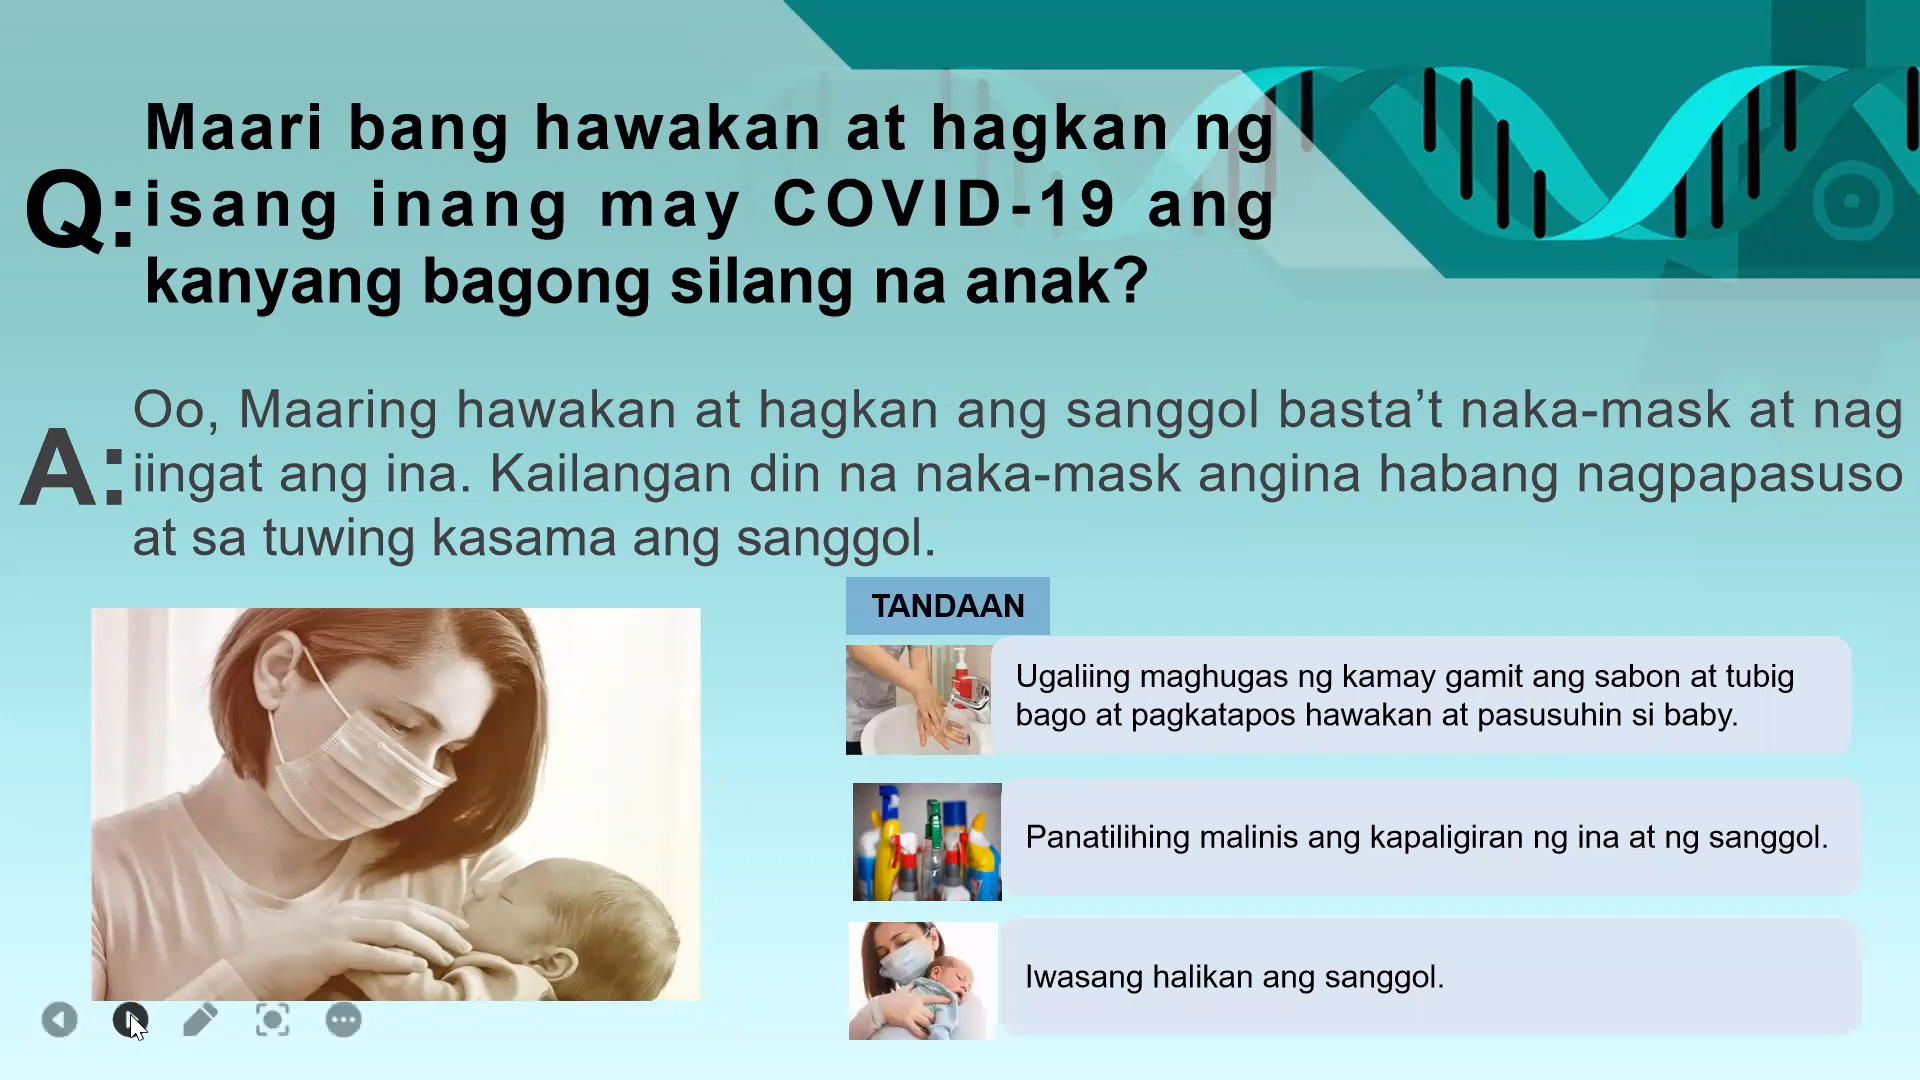 Q:
Maari bang hawakan at hagkan ng
isang inang may COVID-19 ang
kanyang bagong silang na anak?
A:
Oo, Maaring hawakan at hagkan ang sanggol basta’t naka-mask at nag
iingat ang ina. Kailangan din na naka-mask angina habang nagpapasuso
at sa tuwing kasama ang sanggol.
TANDAAN
Ugaliing maghugas ng kamay gamit ang sabon at tubig
bago at pagkatapos hawakan at pasusuhin si baby.
Panatilihing malinis ang kapaligiran ng ina at ng sanggol.
Iwasang halikan ang sanggol.